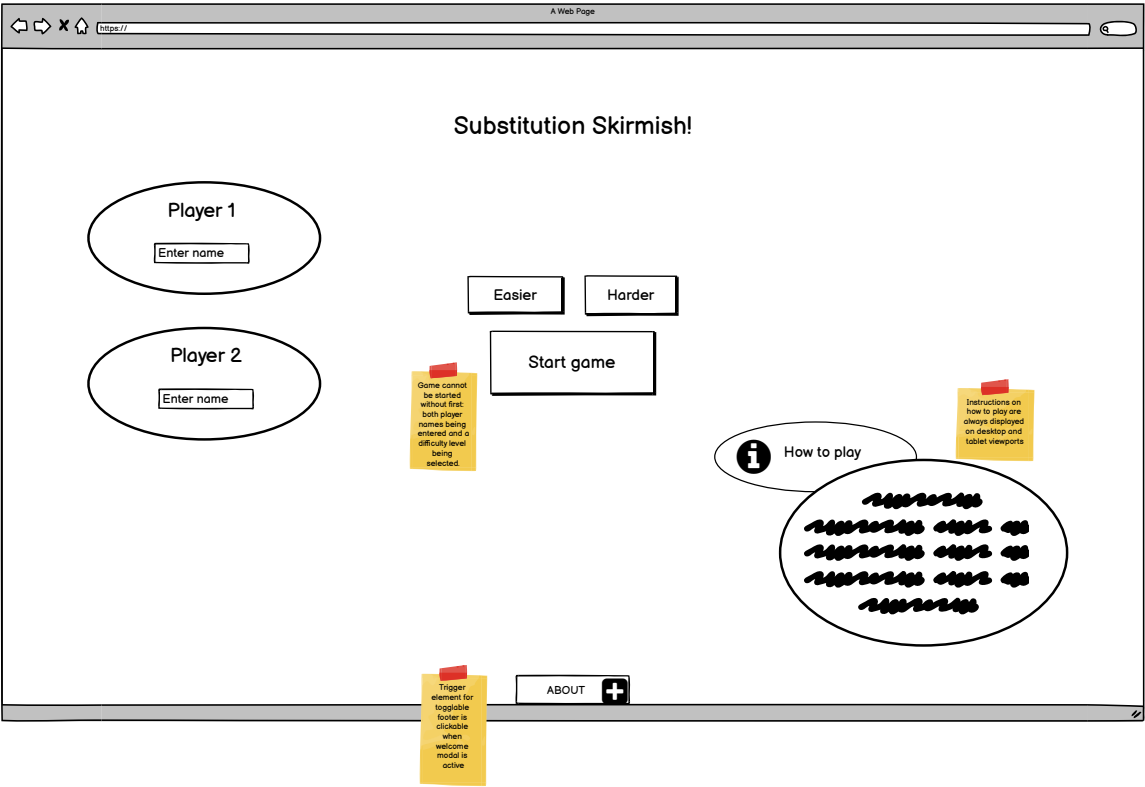 A Web Page
https://
Substitution Skirmish!
Player 1
Enter name
Player 2
Enter name
Easier
Harder
Start game
Game cannot
be started
without first:
both player
names being
entered and a
difficulty level
being
selected.
Instructions on
how to play are
always displayed
on desktop and
tablet viewports
How to play
Trigger
element for
togglable
footer is
clickable
when
welcome
modal is
active
ABOUT